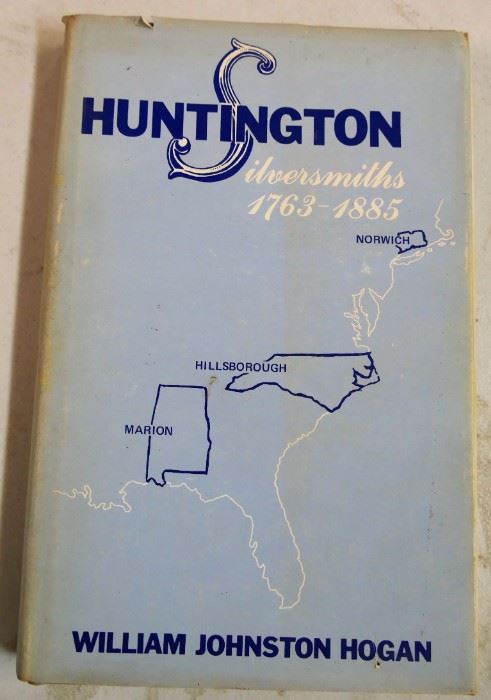 HUNTINGTON
Silversmiths
1763-1885
NORWICH
HILLSBOROUGH
MARION
WILLIAM JOHNSTON HOGAN